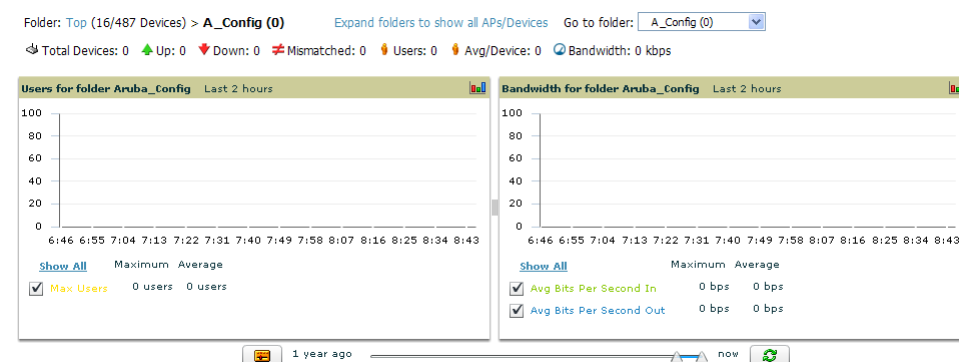 Folder: Top (16/487 Devices) > A_Config (0) Expand folders to show all APs/Devices Go to folder: A_Config (0)
Total Devices: 0 Up: 0 Down: 0 Mismatched: 0 Users: 0 Avg/Device: 0 Bandwidth: 0 kbps
Users for folder Aruba_Config Last 2 hours
100
80
60
40
20
0
6:46 6:55 7:04 7:13 7:22 7:31 7:40 7:49 7:58 8:07 8:16 8:25 8:34 8:43
Show All Maximum Average
Max Users 0 users 0 users
Bandwidth for folder Aruba_Config Last 2 hours
100
80
60
40
20
0
6:46 6:55 7:04 7:13 7:22 7:31 7:40 7:49 7:58 8:07 8:16 8:25 8:34 8:43
Show All Maximum Average
Avg Bits Per Second In 0 bps 0 bps
Avg Bits Per Second Out 0 bps 0 bps
1 year ago now